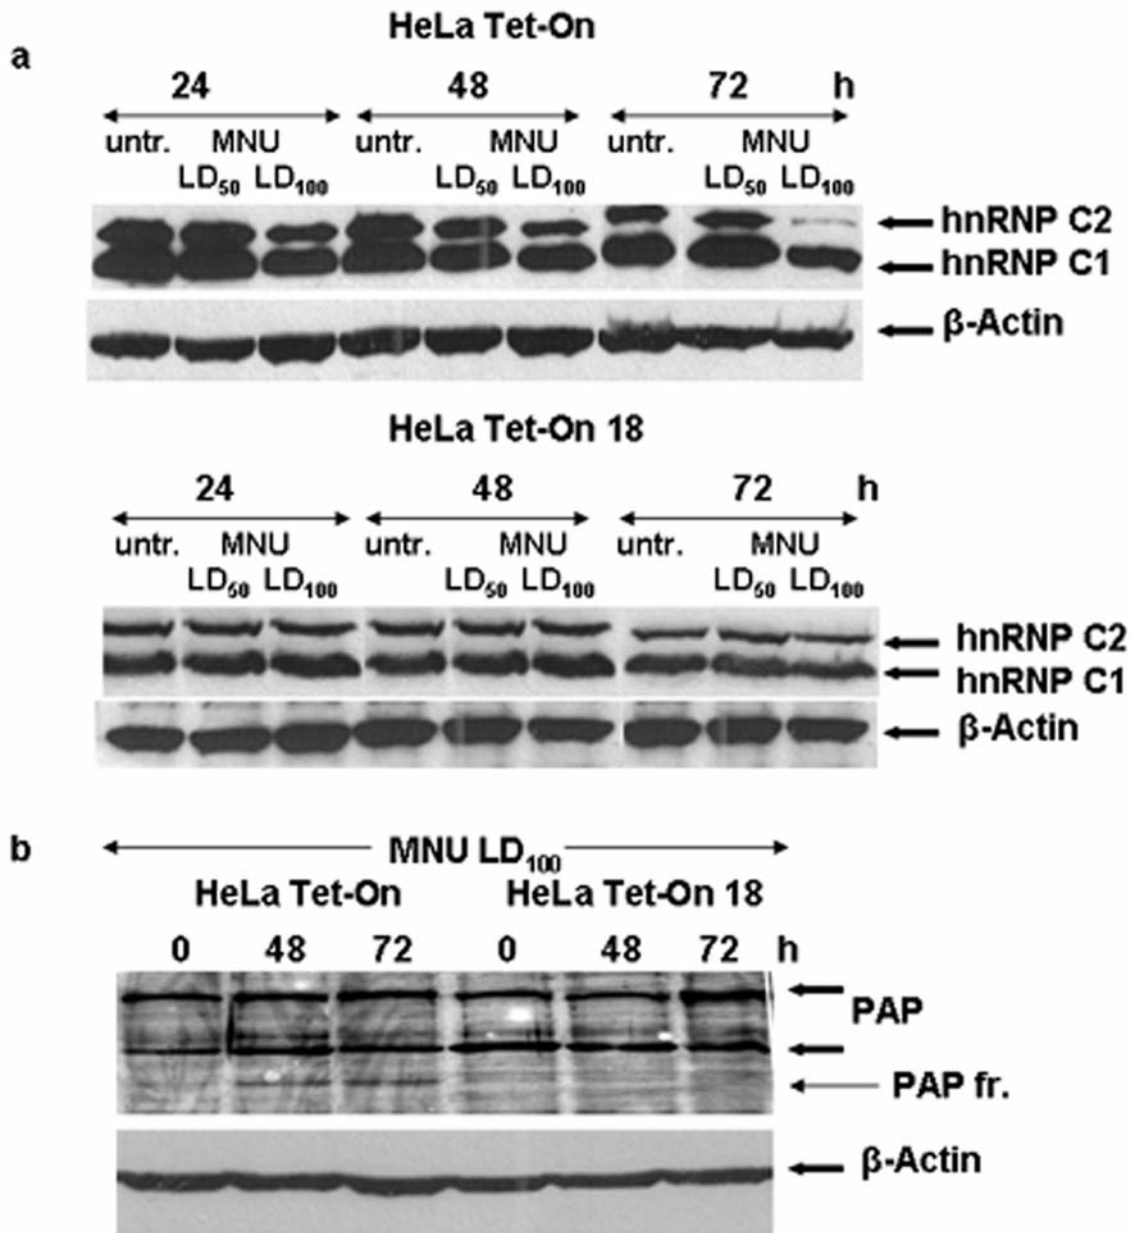 a
HeLa Tet-On
24 48 72 h
untr. MNU untr. MNU untr. MNU
LD50 LD100 LD50 LD100 LD50 LD100
hnRNP C2
hnRNP C1
β-Actin
HeLa Tet-On 18
24 48 72 h
untr. MNU untr. MNU untr. MNU
LD50 LD100 LD50 LD100 LD50 LD100
hnRNP C2
hnRNP C1
β-Actin
b
MNU LD100
HeLa Tet-On HeLa Tet-On 18
0 48 72 0 48 72 h
PAP
PAP fr.
β-Actin